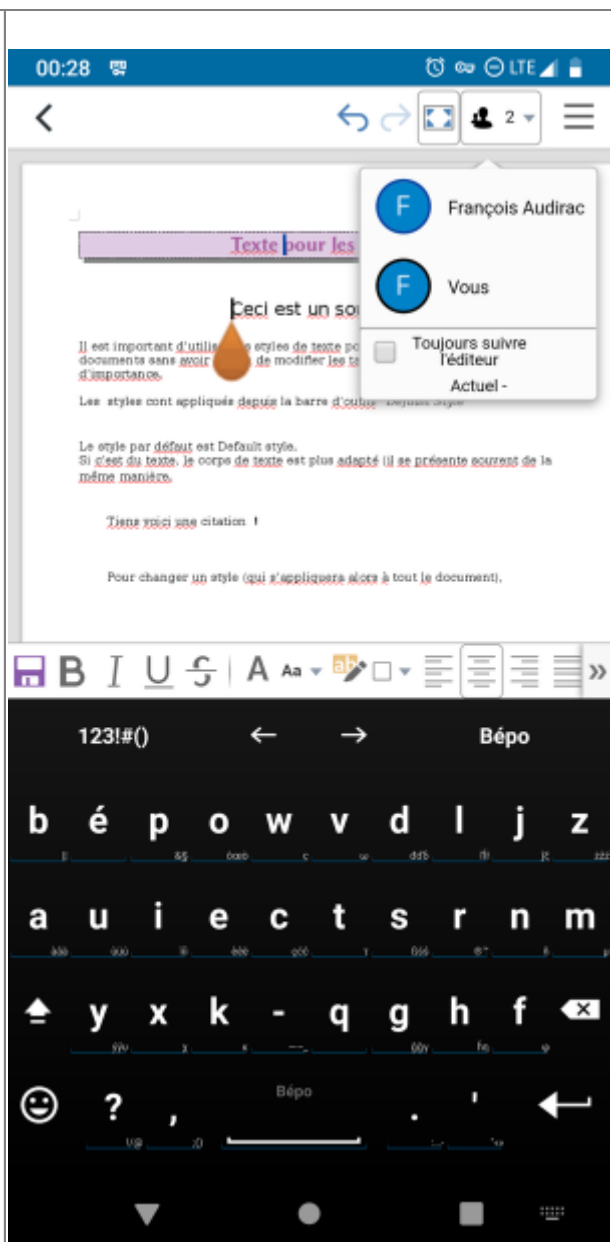 00:28
LTE
2
F François Audirac
F Vous
Toujours suivre
l'éditeur
Actuel -
Texte pour les
Ceci est un sou
Il est important d'utilis styles de texte po
documents sans avoir de modifier les ta
d'importance.
Les styles cont appliqués depuis la barre d'outils "Default Style"
Le style par défaut est Default style.
Si c'est du texte, le corps de texte est plus adapté (il se présente souvent de la
même manière.
Tiens voici une citation !
Pour changer un style (qui s'appliquera alors à tout le document),
B I U S A Aa ab »
123!#() ← → Bépo
b é p o w v d l j z
a u i e c t s r n m
y x k - q g h f
? , Bépo . '